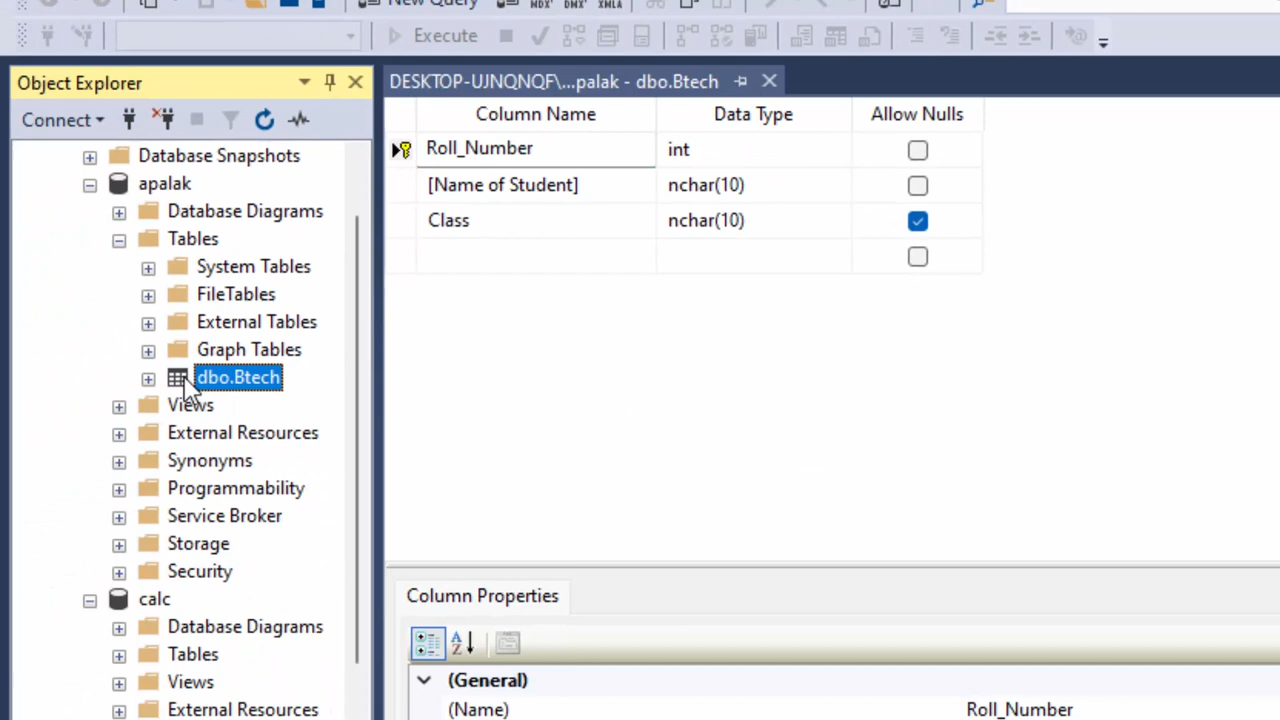 New Query
MDX
DMX
XMLA
Execute
Object Explorer
Connect
Database Snapshots
apalak
Database Diagrams
Tables
System Tables
FileTables
External Tables
Graph Tables
dbo.Btech
Views
External Resources
Synonyms
Programmability
Service Broker
Storage
Security
calc
Database Diagrams
Tables
Views
External Resources
DESKTOP-UJNQNQF\...palak - dbo.Btech
Column Name Data Type Allow Nulls
Roll_Number int
[Name of Student] nchar(10)
Class nchar(10)
Column Properties
A
Z
(General)
(Name) Roll_Number